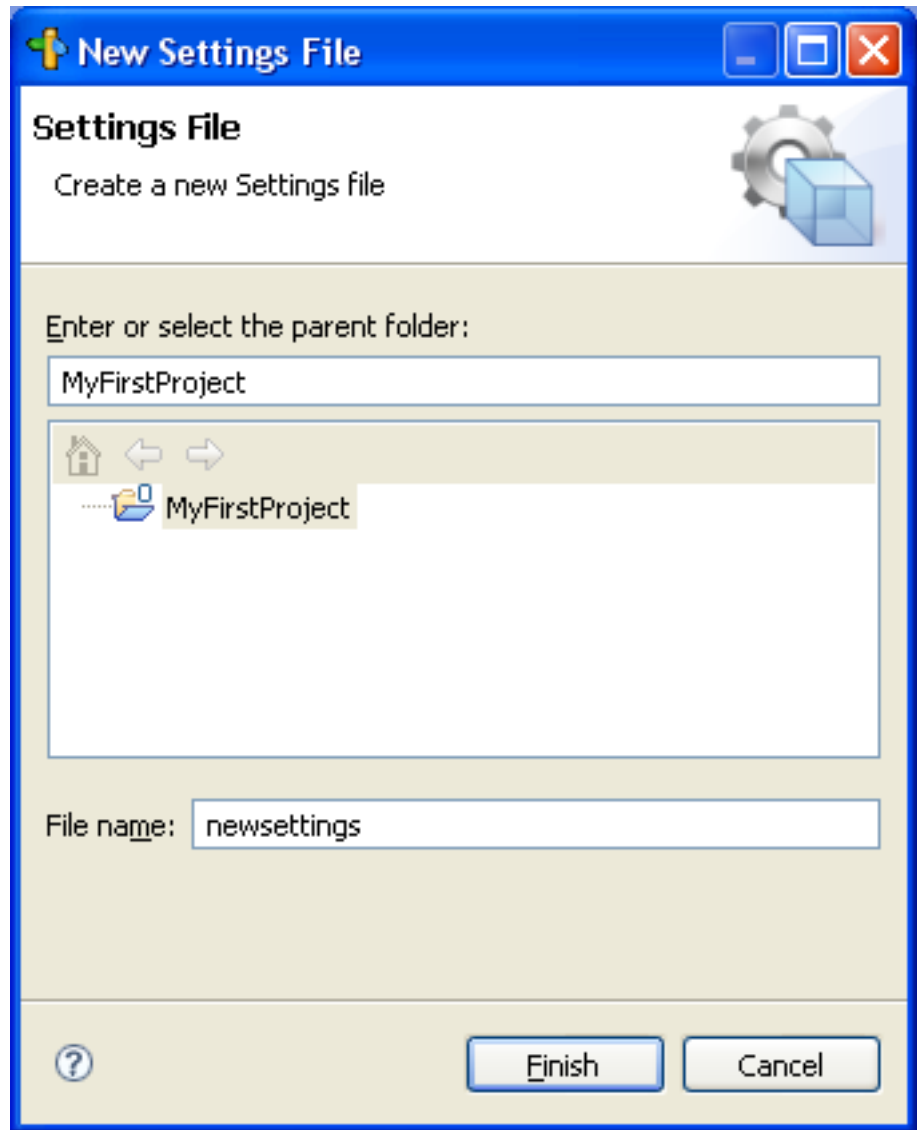 New Settings File
Settings File
Create a new Settings file
Enter or select the parent folder:
MyFirstProject
MyFirstProject
File name: newsettings
Finish Cancel